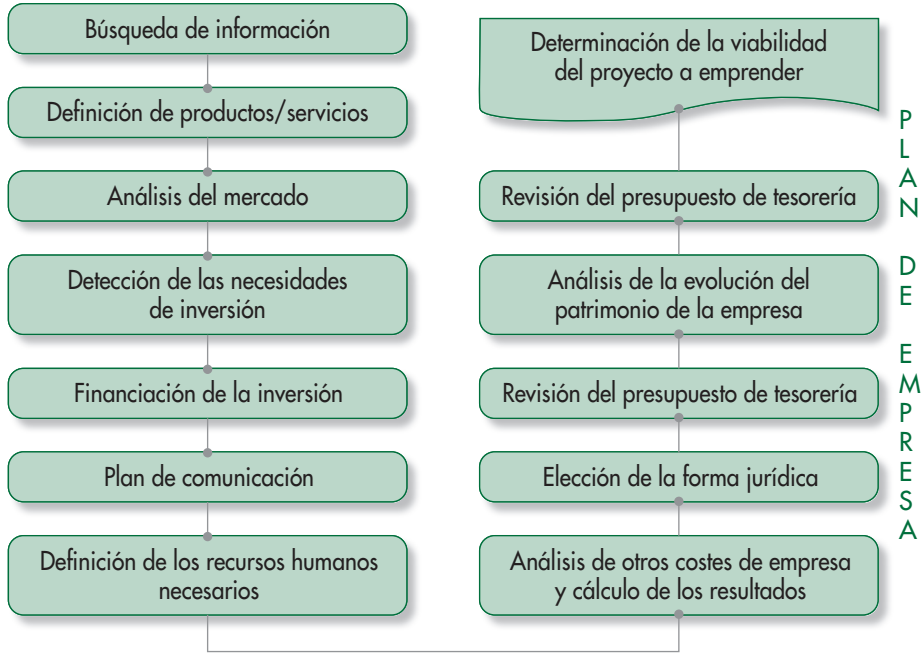 Búsqueda de información
Definición de productos/servicios
Análisis del mercado
Detección de las necesidades
de inversión
Financiación de la inversión
Plan de comunicación
Definición de los recursos humanos
necesarios
Determinación de la viabilidad
del proyecto a emprender
Revisión del presupuesto de tesorería
Análisis de la evolución del
patrimonio de la empresa
Revisión del presupuesto de tesorería
Elección de la forma jurídica
Análisis de otros costes de empresa
y cálculo de los resultados
PLAN DE EMPRESA